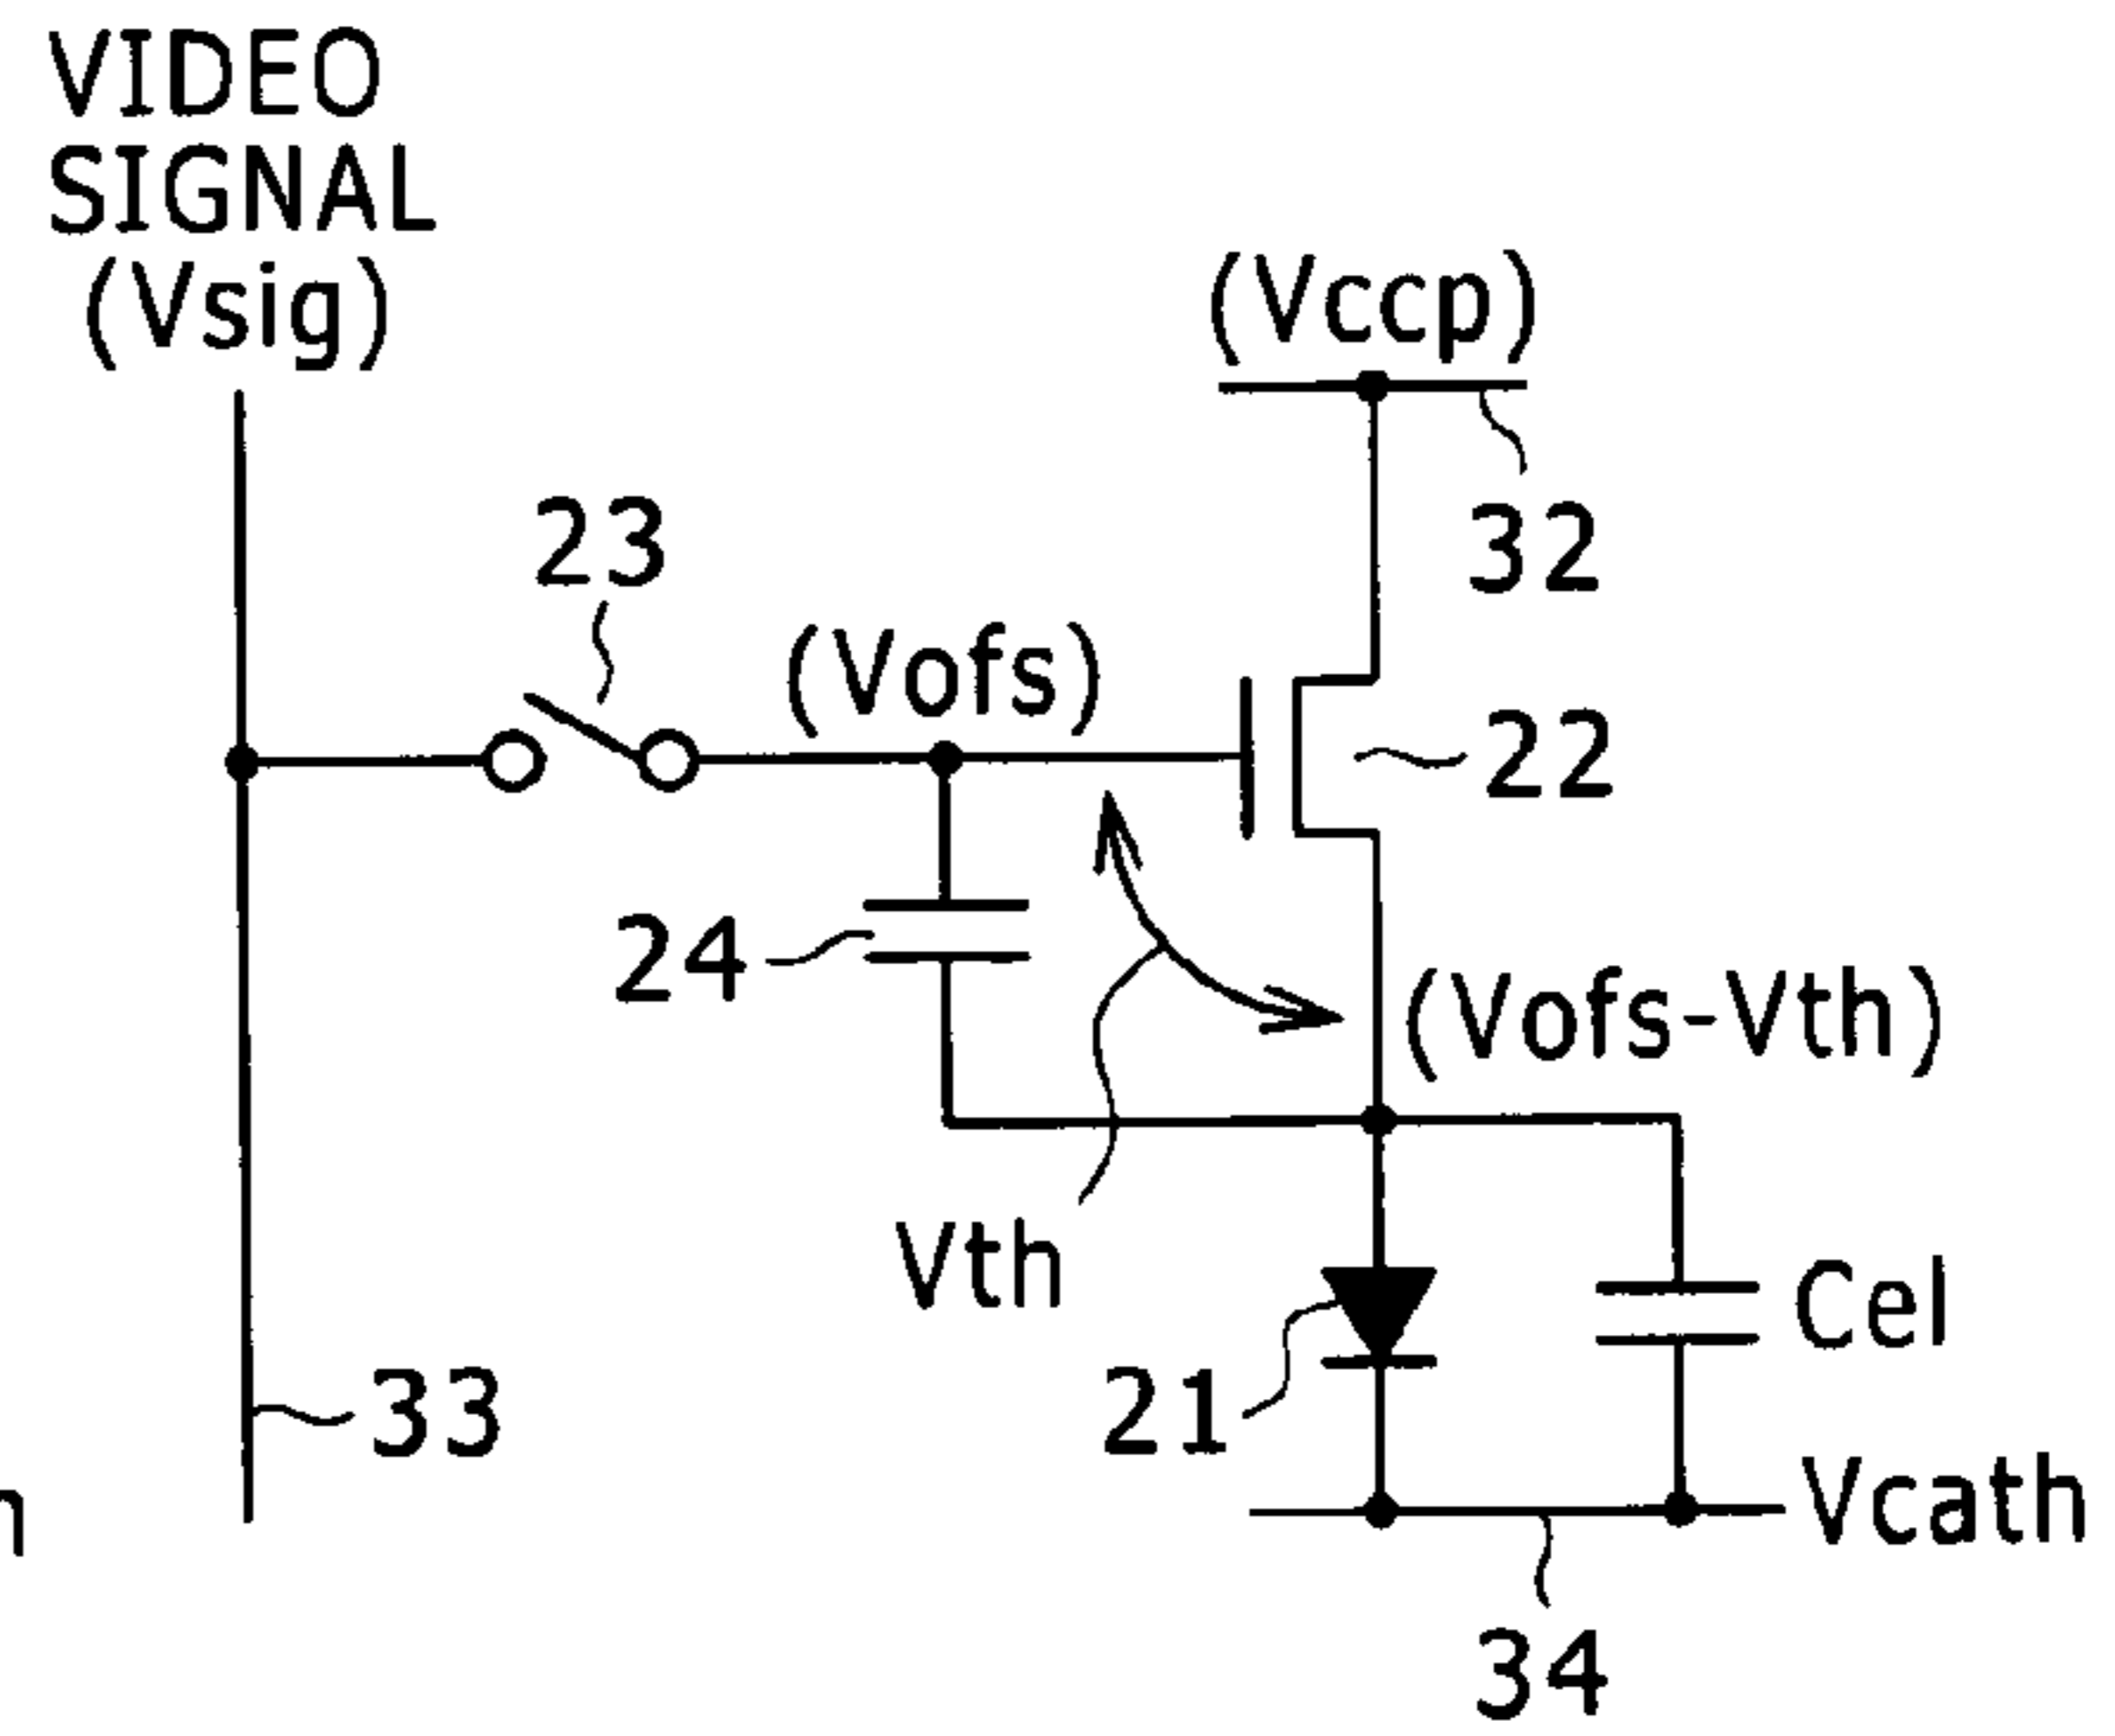 VIDEO
SIGNAL
(Vsig)
(Vccp)
32
23
(Vofs)
22
24
(Vofs-Vth)
Vth
Cel
21
33
Vcath
34